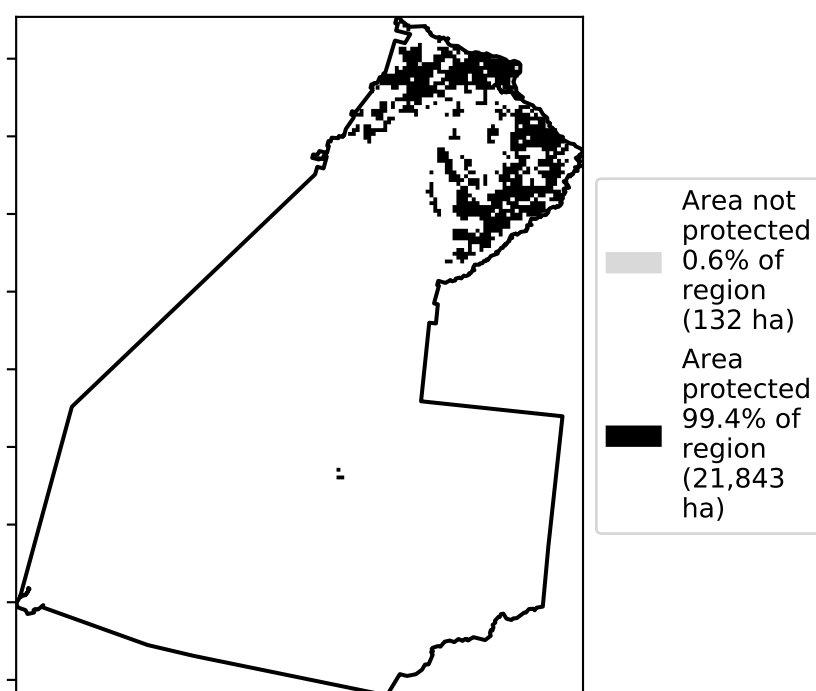 Area not
protected
0.6% of
region
(132 ha)
Area
protected
99.4% of
region
(21,843
ha)